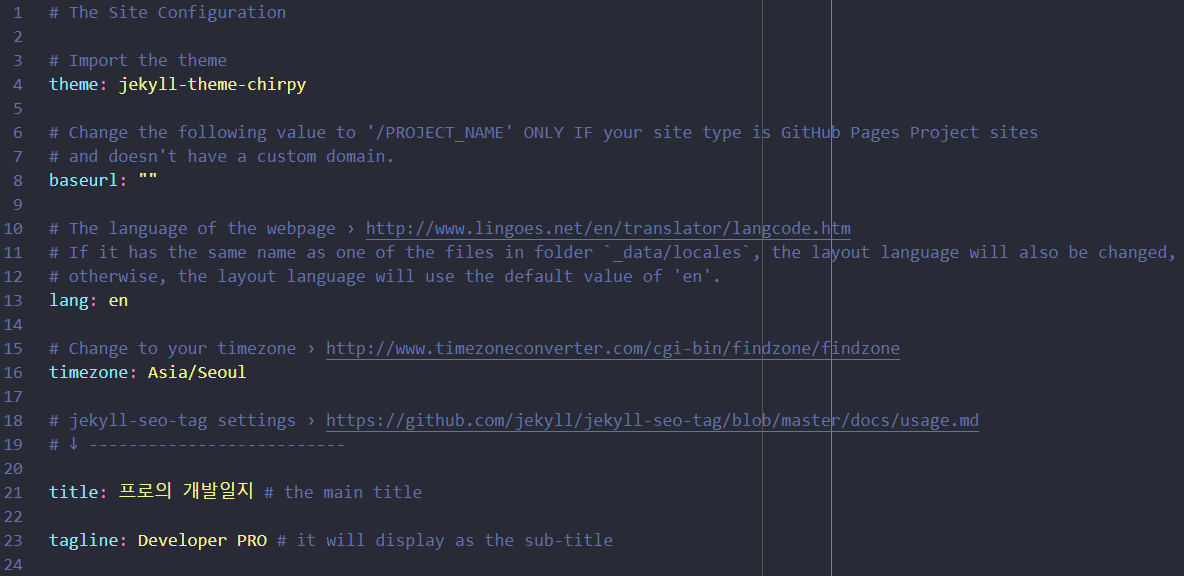 1 # The Site Configuration
2
3 # Import the theme
4 theme: jekyll-theme-chirpy
5
6 # Change the following value to '/PROJECT_NAME' ONLY IF your site type is GitHub Pages Project sites
7 # and doesn't have a custom domain.
8 baseurl: ""
9
10 # The language of the webpage › http://www.lingoes.net/en/translator/langcode.htm
11 # If it has the same name as one of the files in folder `_data/locales`, the layout language will also be changed,
12 # otherwise, the layout language will use the default value of 'en'.
13 lang: en
14
15 # Change to your timezone › http://www.timezoneconverter.com/cgi-bin/findzone/findzone
16 timezone: Asia/Seoul
17
18 # jekyll-seo-tag settings › https://github.com/jekyll/jekyll-seo-tag/blob/master/docs/usage.md
19 # ↓ --------------------------
20
21 title: 프로의 개발일지 # the main title
22
23 tagline: Developer PRO # it will display as the sub-title
24